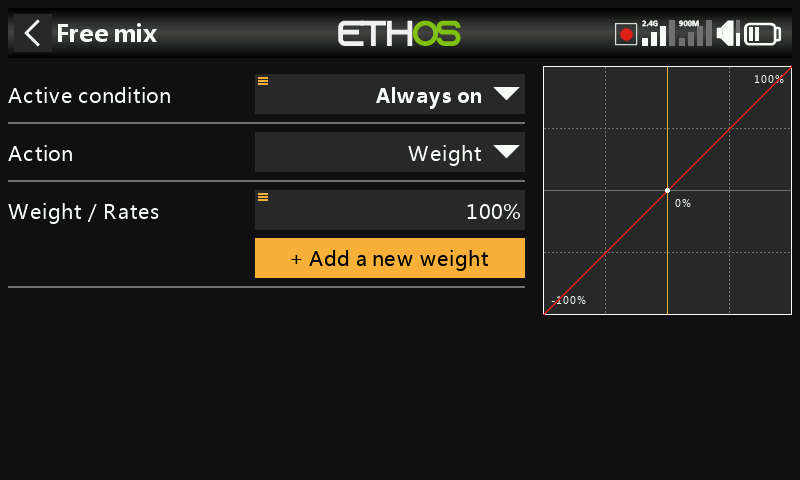 Free mix
ETHOS
2.4G
900M
Active condition
Always on
Action
Weight
Weight / Rates
100%
+ Add a new weight
100%
0%
-100%